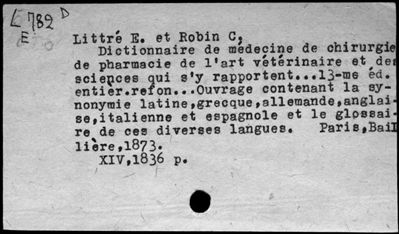 L 782 D
E
Littré E. et Robin C,
Dictionnaire de médecine de chirurgie
de pharmacie de l'art vétérinaire et des
sciences qui s'y rapportent...13-me éd.
entièr.refon...Ouvrage contenant la sy-
nonymie latine,grecque,allemande,anglai-
se,italienne et espagnole et le glossai-
re de ces diverses langues. Paris,Bail
lière,1873.
XIV,1836 p.